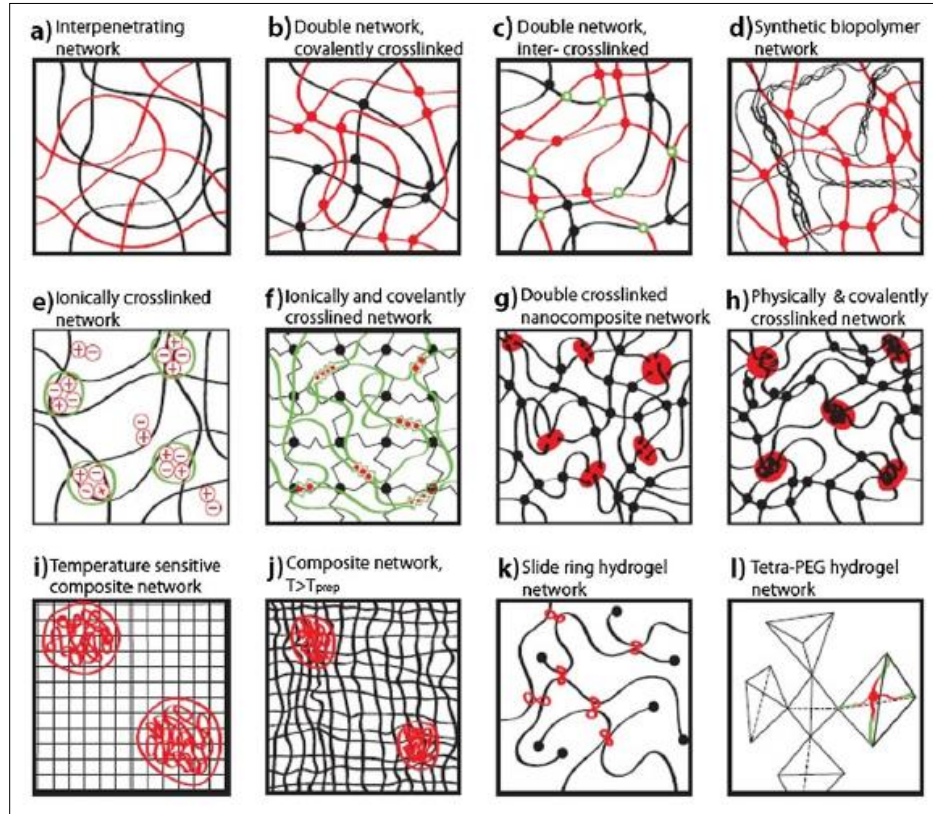 a) Interpenetrating
network
b) Double network,
covalently crosslinked
c) Double network,
inter- crosslinked
d) Synthetic biopolymer
network
e) Ionically crosslinked
network
f) Ionically and covelantly
crosslined network
g) Double crosslinked
nanocomposite network
h) Physically & covalently
crosslinked network
i) Temperature sensitive
composite network
j) Composite network,
T>Tprep
k) Slide ring hydrogel
network
l) Tetra-PEG hydrogel
network